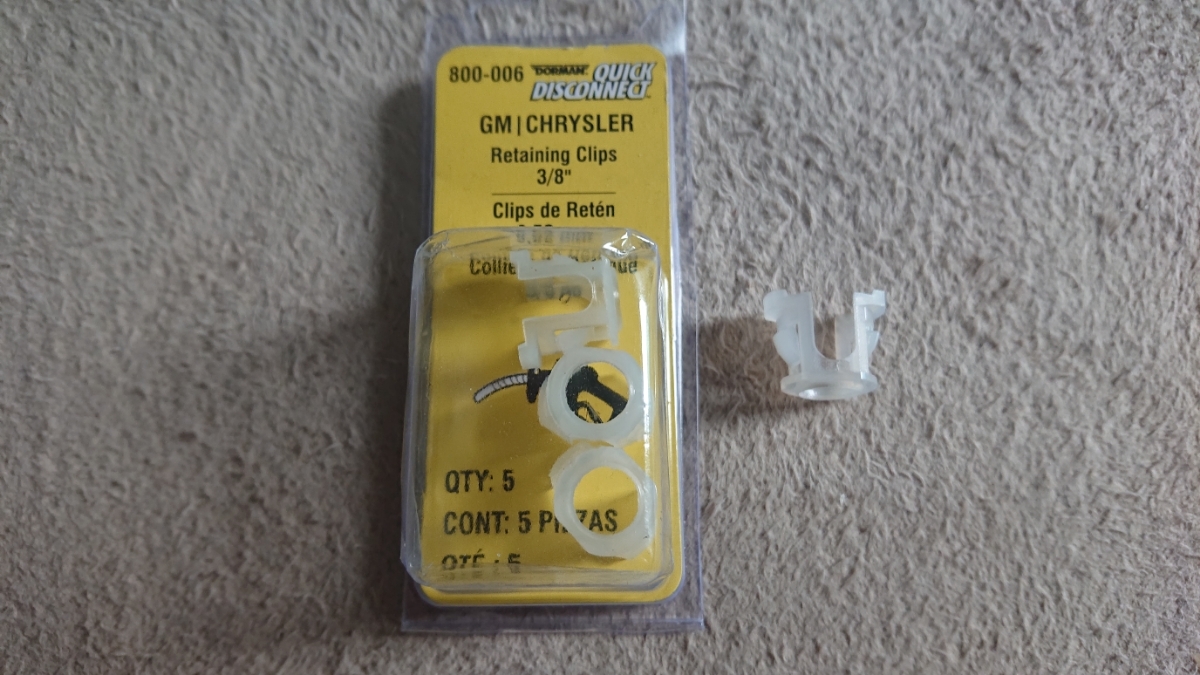 800-006 DORMAN QUICK
DISCONNECT
GM | CHRYSLER
Retaining Clips
3/8"
Clips de Retén
QTY: 5
CONT: 5 PIEZAS
QTÉ : 5